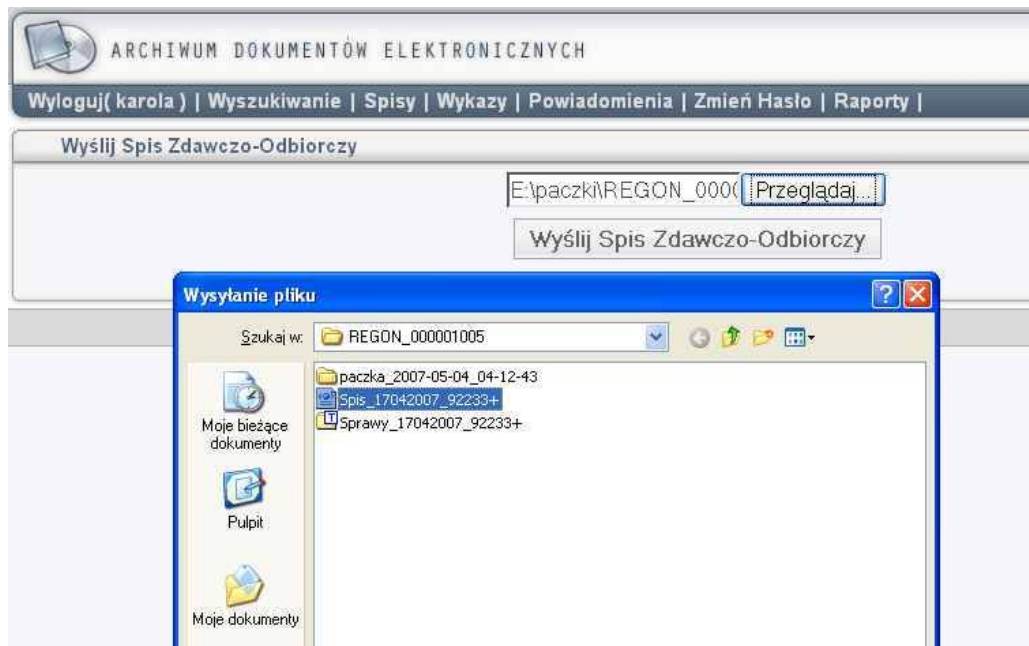 ARCHIWUM DOKUMENTÓW ELEKTRONICZNYCH
Wyloguj( karola ) | Wyszukiwanie | Spisy | Wykazy | Powiadomienia | Zmień Hasło | Raporty |
Wyślij Spis Zdawczo-Odbiorczy
E:\paczki\REGON_000( Przeglądaj...
Wyślij Spis Zdawczo-Odbiorczy
Wysyłanie pliku
Szukaj w: REGON_000001005
paczka_2007-05-04_04-12-43
Spis_17042007_92233+
Sprawy_17042007_92233+
Moje bieżące
dokumenty
Pulpit
Moje dokumenty